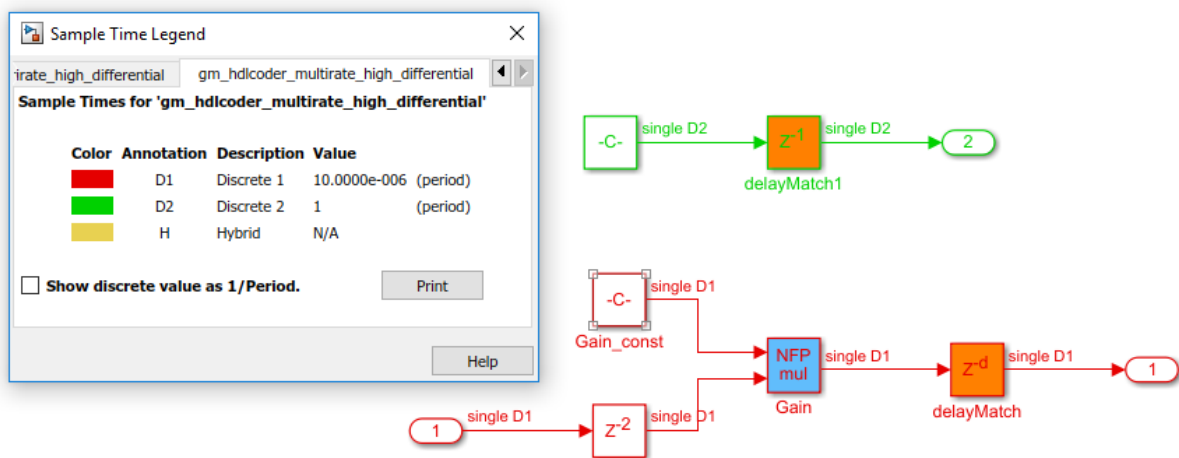 Sample Time Legend
rirate_high_differential
gm_hdlcoder_multirate_high_differential
Sample Times for 'gm_hdlcoder_multirate_high_differential'
Color Annotation Description Value
D1 Discrete 1 10.0000e-006 (period)
D2 Discrete 2 1 (period)
H Hybrid N/A
Show discrete value as 1/Period.
Print
Help
-C-
single D2
Z-1
single D2
2
delayMatch1
-C-
single D1
Gain_const
NFP
mul
single D1
Z-d
single D1
1
Gain
delayMatch
1
single D1
Z-2
single D1